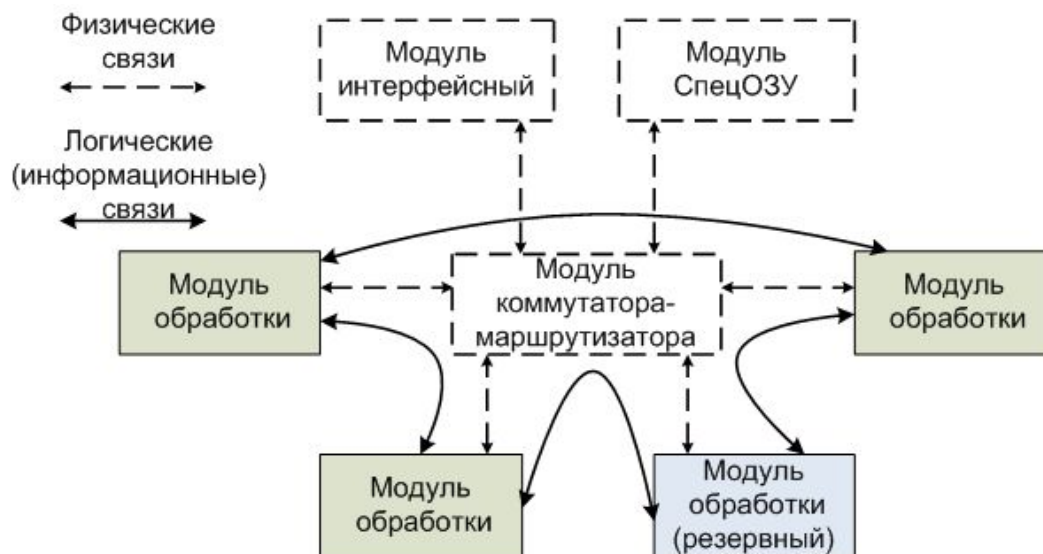 Физические
связи
Логические
(информационные)
связи
Модуль
интерфейсный
Модуль
СпецОЗУ
Модуль
обработки
Модуль
коммутатора-
маршрутизатора
Модуль
обработки
Модуль
обработки
Модуль
обработки
(резервный)